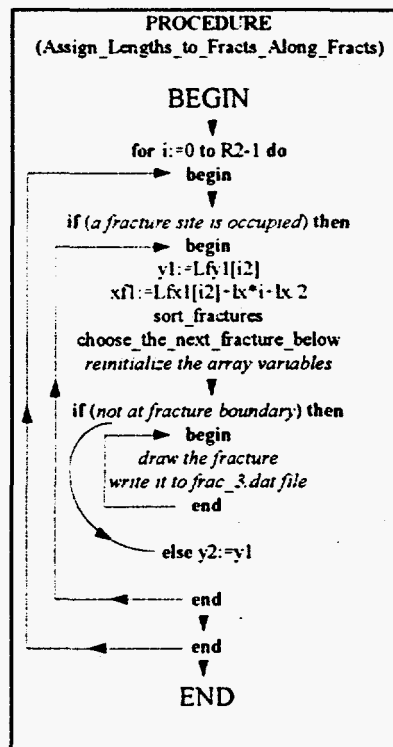 PROCEDURE
(Assign_Lengths_to_Fracts_Along_Fracts)
BEGIN
for i:=0 to R2-1 do
begin
if (a fracture site is occupied) then
begin
y1:=Lfy1[i2]
xf1:=Lfx1[i2]+lx*i+lx/2
sort_fractures
choose_the_next_fracture_below
reinitialize the array variables
if (not at fracture boundary) then
begin
draw the fracture
write it to frac_3.dat file
end
else y2:=y1
end
end
END